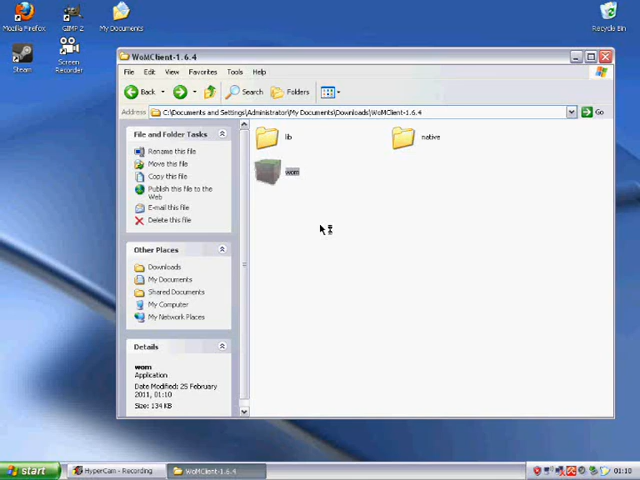 Mozilla Firefox
GIMP 2
My Documents
Recycle Bin
Steam
Screen
Recorder
WoMClient-1.6.4
File Edit View Favorites Tools Help
Back Search Folders
Address C:\Documents and Settings\Administrator\My Documents\Downloads\WoMClient-1.6.4 Go
File and Folder Tasks
Rename this file
Move this file
Copy this file
Publish this file to the
Web
E-mail this file
Delete this file
lib
native
wom
Other Places
Downloads
My Documents
Shared Documents
My Computer
My Network Places
Details
wom
Application
Date Modified: 25 February
2011, 01:10
Size: 134 KB
start HyperCam - Recording WoMClient-1.6.4 01:10